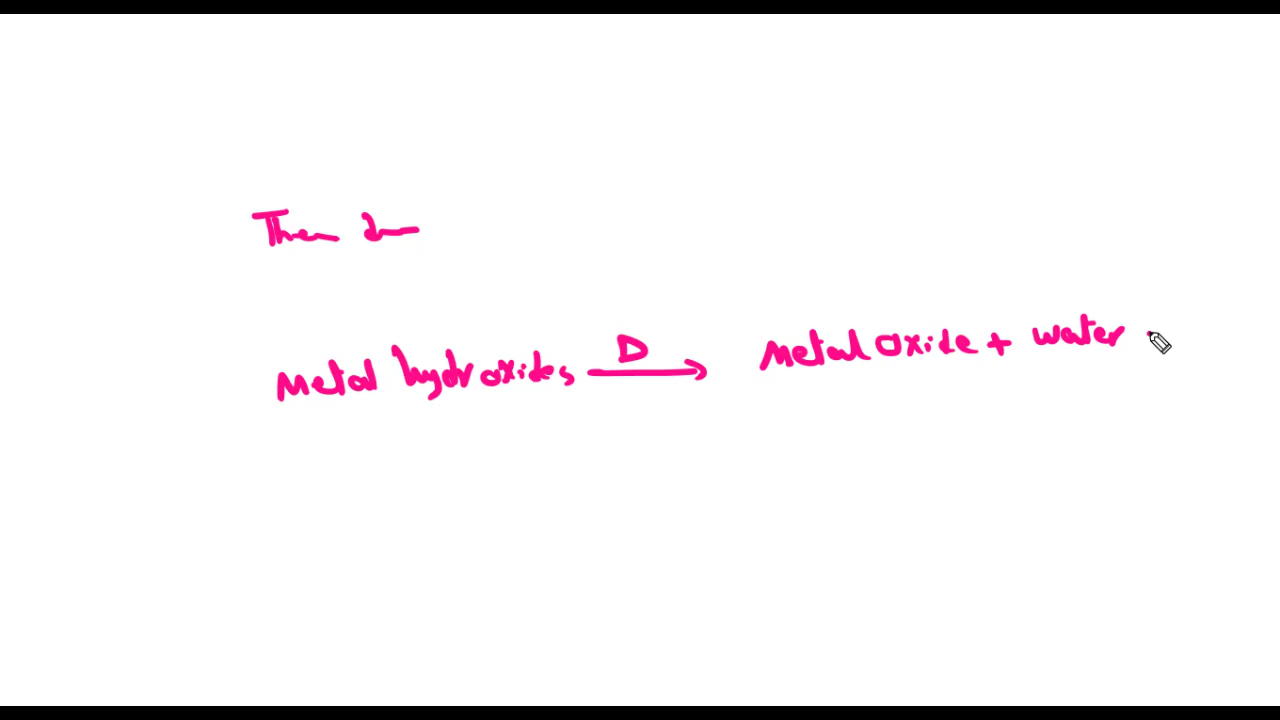 Metal hydroxides D → Metal oxide + water